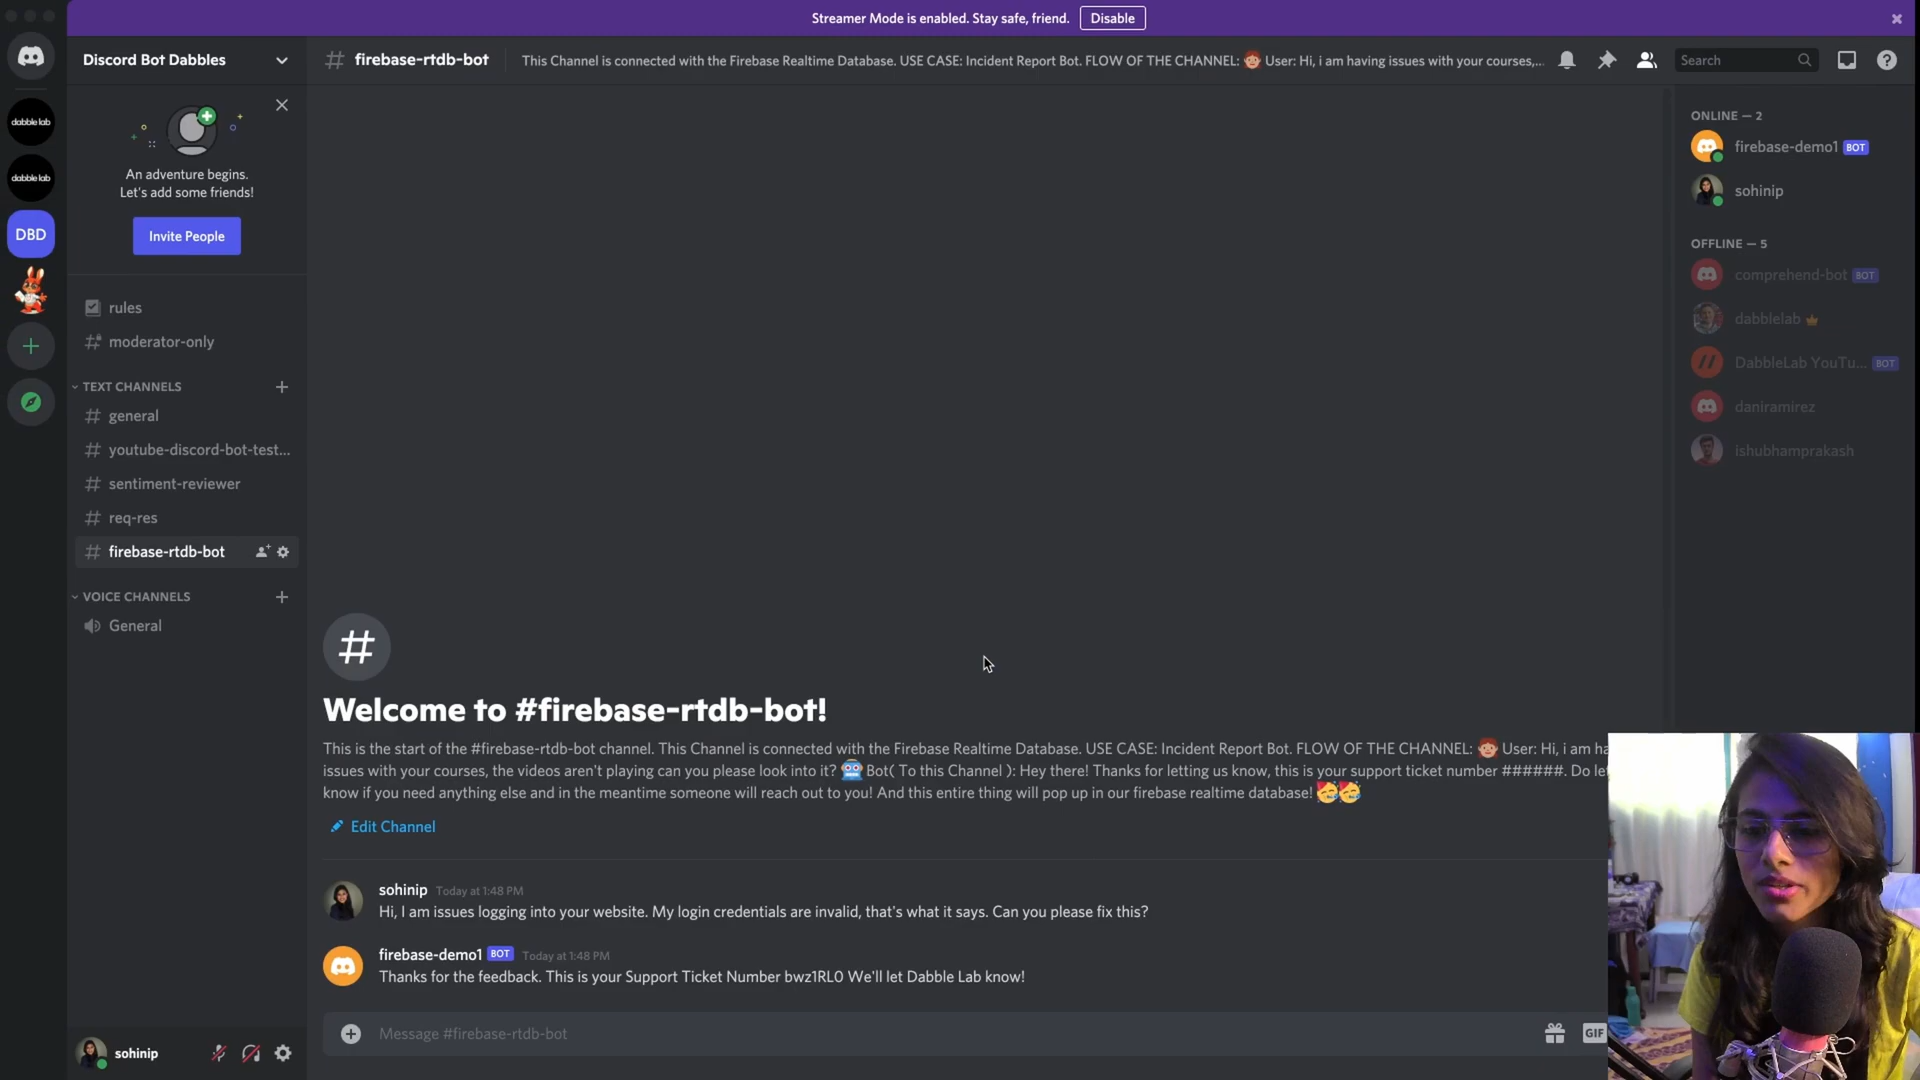 Streamer Mode is enabled. Stay safe, friend. Disable
Discord Bot Dabbles
firebase-rtdb-bot
This Channel is connected with the Firebase Realtime Database. USE CASE: Incident Report Bot. FLOW OF THE CHANNEL: 👩‍🦰 User: Hi, i am having issues with your courses,...
Search
dabble lab
dabble lab
DBD
An adventure begins.
Let's add some friends!
Invite People
rules
moderator-only
TEXT CHANNELS
general
youtube-discord-bot-test...
sentiment-reviewer
req-res
firebase-rtdb-bot
VOICE CHANNELS
General
sohinip
Welcome to #firebase-rtdb-bot!
This is the start of the #firebase-rtdb-bot channel. This Channel is connected with the Firebase Realtime Database. USE CASE: Incident Report Bot. FLOW OF THE CHANNEL: 👩‍🦰 User: Hi, i am ha
issues with your courses, the videos aren't playing can you please look into it? 🤖 Bot( To this Channel ): Hey there! Thanks for letting us know, this is your support ticket number ######. Do let
know if you need anything else and in the meantime someone will reach out to you! And this entire thing will pop up in our firebase realtime database! 🥳🥳
Edit Channel
sohinip Today at 1:48 PM
Hi, I am issues logging into your website. My login credentials are invalid, that's what it says. Can you please fix this?
firebase-demo1 BOT Today at 1:48 PM
Thanks for the feedback. This is your Support Ticket Number bwz1RL0 We'll let Dabble Lab know!
Message #firebase-rtdb-bot
GIF
ONLINE — 2
firebase-demo1 BOT
sohinip
OFFLINE — 5
comprehend-bot BOT
dabblelab
DabbleLab YouTu... BOT
daniramirez
ishubhamprakash